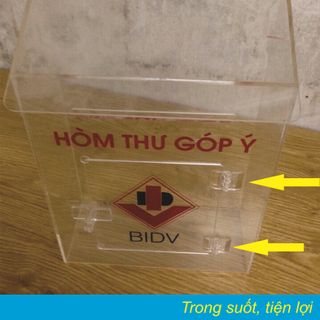 HÒM THƯ GÓP Ý
BIDV
Trong suốt, tiện lợi